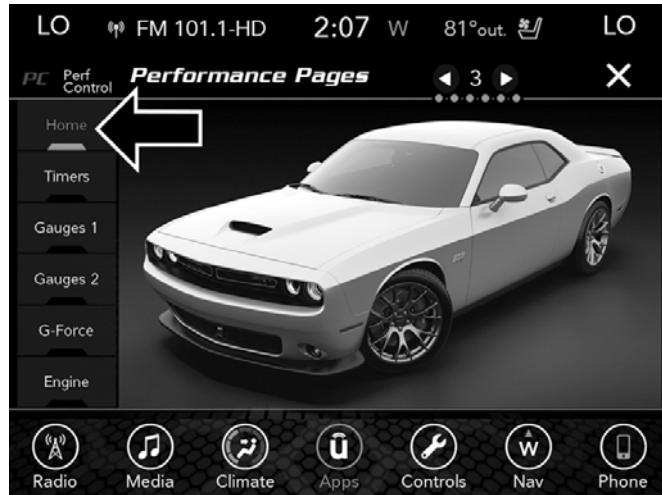 LO FM 101.1-HD 2:07 W 81°out. LO
PC Perf Control Performance Pages 3
Home
Timers
Gauges 1
Gauges 2
G-Force
Engine
Radio Media Climate Apps Controls Nav Phone